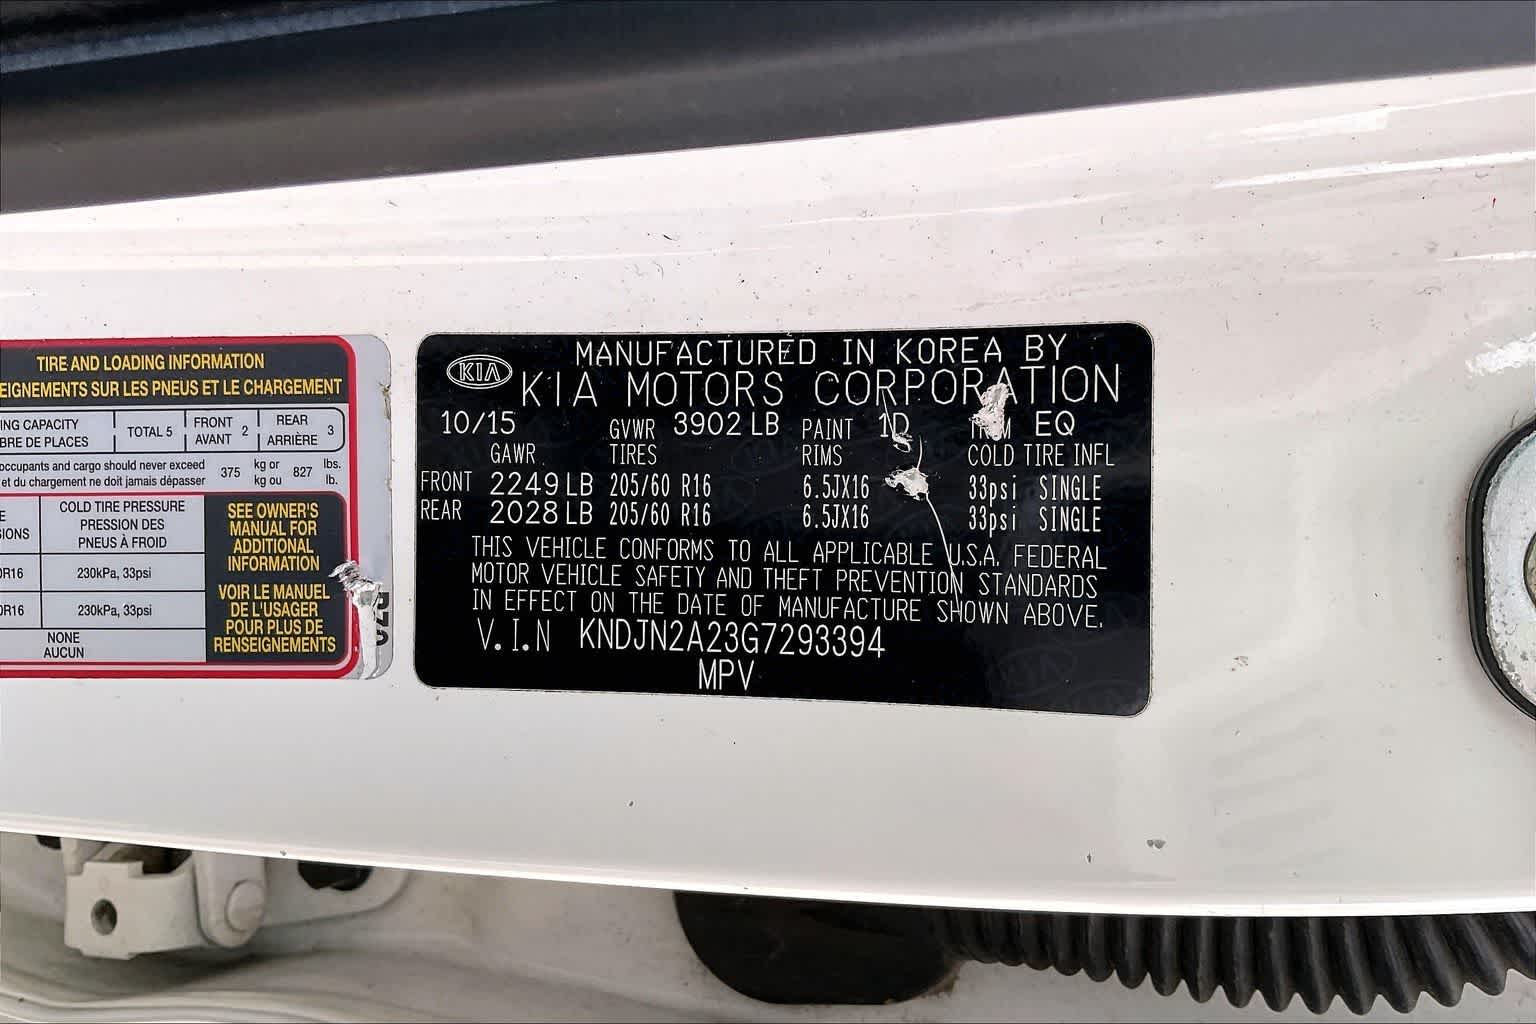 TIRE AND LOADING INFORMATION
EIGNEMENTS SUR LES PNEUS ET LE CHARGEMENT
ING CAPACITY
BRE DE PLACES
TOTAL 5
FRONT
AVANT 2
REAR
ARRIÈRE 3
occupants and cargo should never exceed
et du chargement ne doit jamais dépasser
375
kg or
kg ou
827
lbs.
lb.
E
SIONS
COLD TIRE PRESSURE
PRESSION DES
PNEUS À FROID
0R16
230kPa, 33psi
0R16
230kPa, 33psi
NONE
AUCUN
SEE OWNER'S
MANUAL FOR
ADDITIONAL
INFORMATION
VOIR LE MANUEL
DE L'USAGER
POUR PLUS DE
RENSEIGNEMENTS
KIA
MANUFACTURED IN KOREA BY
KIA MOTORS CORPORATION
10/15 GVWR 3902 LB PAINT 1D TRIM EQ
GAWR TIRES RIMS COLD TIRE INFL
FRONT 2249 LB 205/60 R16 6.5JX16 33psi SINGLE
REAR 2028 LB 205/60 R16 6.5JX16 33psi SINGLE
THIS VEHICLE CONFORMS TO ALL APPLICABLE U.S.A. FEDERAL
MOTOR VEHICLE SAFETY AND THEFT PREVENTION STANDARDS
IN EFFECT ON THE DATE OF MANUFACTURE SHOWN ABOVE.
V.I.N KNDJN2A23G7293394
MPV